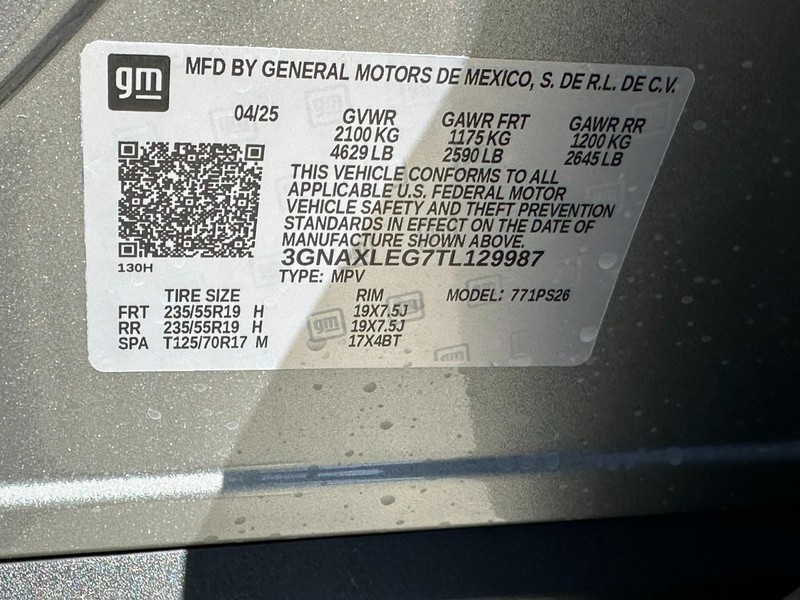 gm MFD BY GENERAL MOTORS DE MEXICO, S. DE R.L. DE C.V.
04/25 GVWR GAWR FRT GAWR RR
2100 KG 1175 KG 1200 KG
4629 LB 2590 LB 2645 LB
THIS VEHICLE CONFORMS TO ALL
APPLICABLE U.S. FEDERAL MOTOR
VEHICLE SAFETY AND THEFT PREVENTION
STANDARDS IN EFFECT ON THE DATE OF
MANUFACTURE SHOWN ABOVE.
130H 3GNAXLEG7TL129987
TYPE: MPV
TIRE SIZE RIM MODEL: 771PS26
FRT 235/55R19 H 19X7.5J
RR 235/55R19 H 19X7.5J
SPA T125/70R17 M 17X4BT